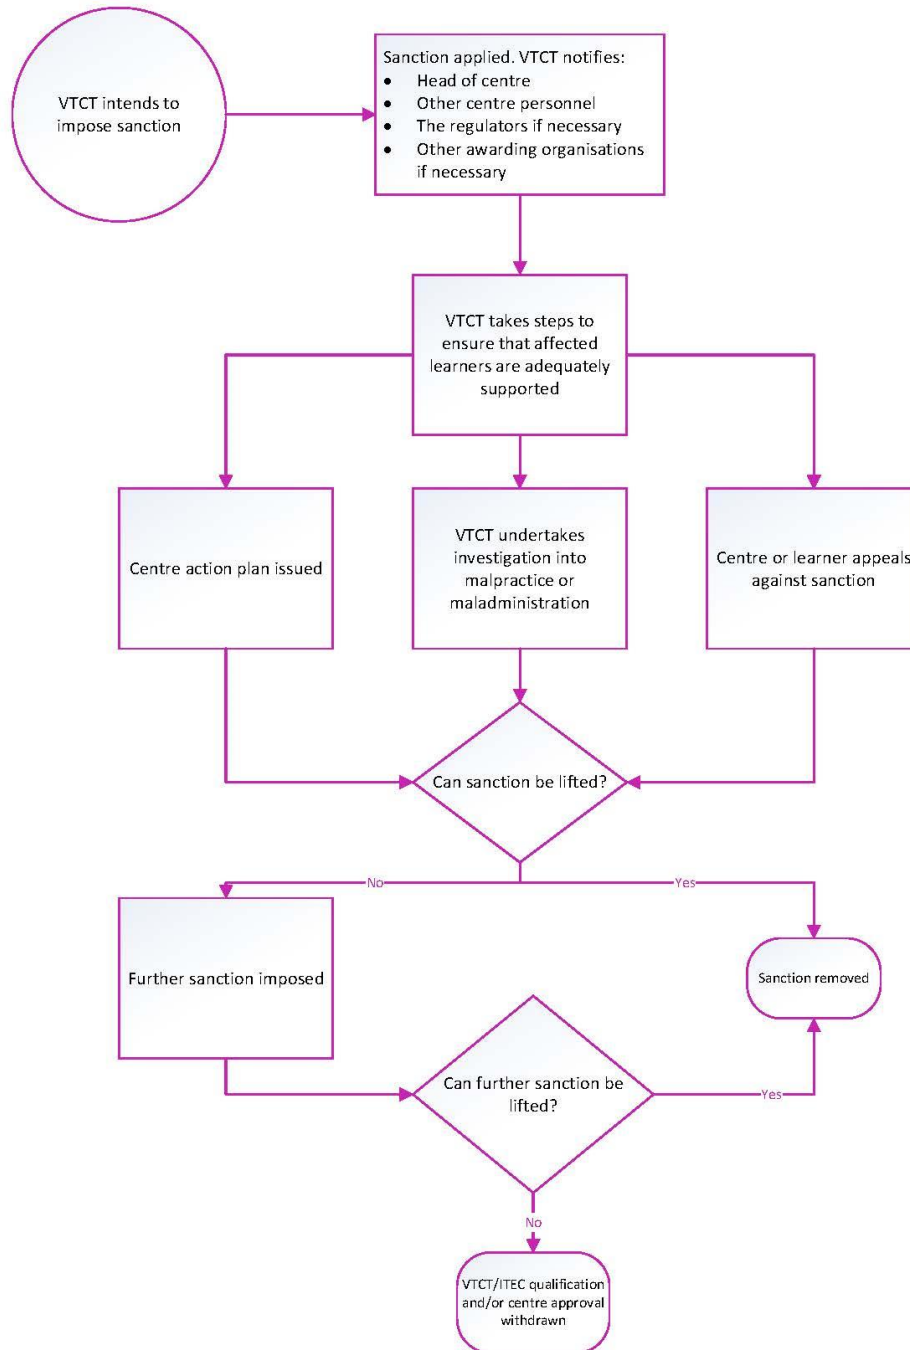 VTCT intends to
impose sanction
Sanction applied. VTCT notifies:
● Head of centre
● Other centre personnel
● The regulators if necessary
● Other awarding organisations
if necessary
VTCT takes steps to
ensure that affected
learners are adequately
supported
Centre action plan issued
VTCT undertakes
investigation into
malpractice or
maladministration
Centre or learner appeals
against sanction
Can sanction be lifted?
No
Yes
Further sanction imposed
Sanction removed
Can further sanction be
lifted?
Yes
No
VTCT/ITEC qualification
and/or centre approval
withdrawn